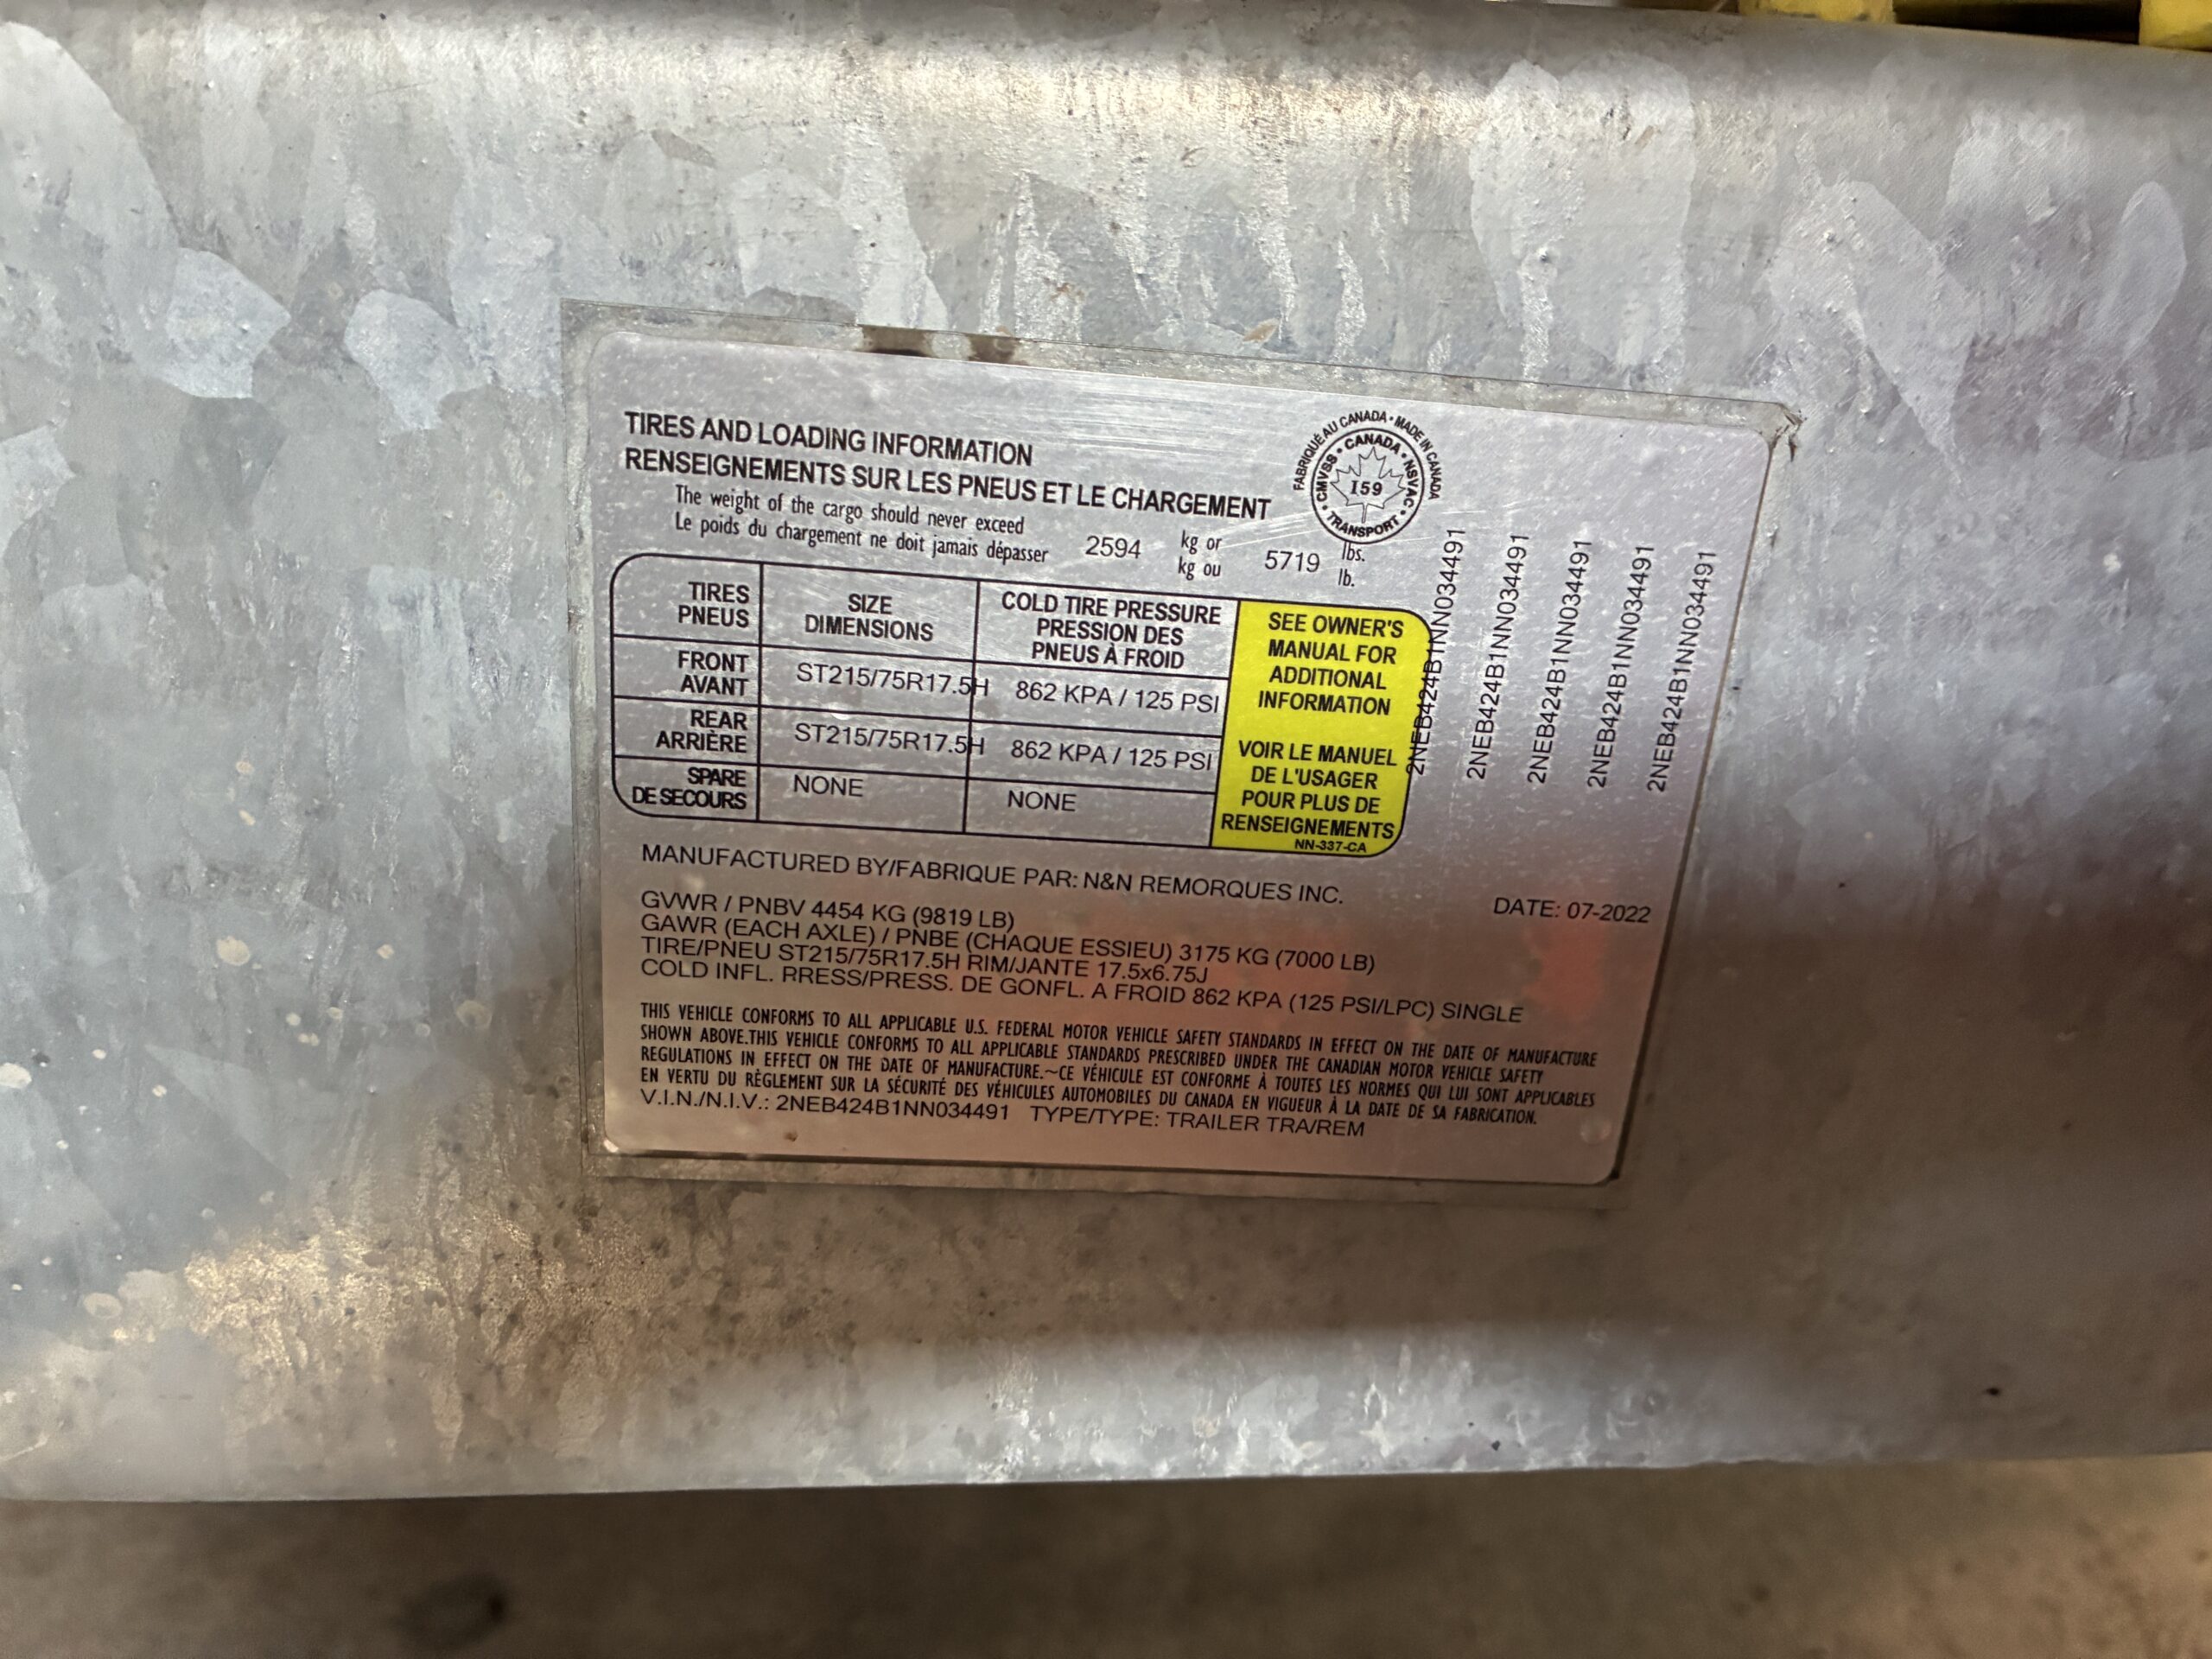 TIRES AND LOADING INFORMATION
RENSEIGNEMENTS SUR LES PNEUS ET LE CHARGEMENT
FABRIQUÉ AU CANADA • MADE IN CANADA
• CANADA •
CMVSS
NSVAC
159
• TRANSPORT •
The weight of the cargo should never exceed
Le poids du chargement ne doit jamais dépasser
2594
kg or
kg ou
5719
lbs.
lb.
TIRES
PNEUS
SIZE
DIMENSIONS
COLD TIRE PRESSURE
PRESSION DES
PNEUS À FROID
FRONT
AVANT
ST215/75R17.5H
862 KPA / 125 PSI
REAR
ARRIÈRE
ST215/75R17.5H
862 KPA / 125 PSI
SPARE
DE SECOURS
NONE
NONE
SEE OWNER'S
MANUAL FOR
ADDITIONAL
INFORMATION
VOIR LE MANUEL
DE L'USAGER
POUR PLUS DE
RENSEIGNEMENTS
NN-337-CA
2NEB424B1NN034491
2NEB424B1NN034491
2NEB424B1NN034491
2NEB424B1NN034491
2NEB424B1NN034491
MANUFACTURED BY/FABRIQUE PAR: N&N REMORQUES INC.
DATE: 07-2022
GVWR / PNBV 4454 KG (9819 LB)
GAWR (EACH AXLE) / PNBE (CHAQUE ESSIEU) 3175 KG (7000 LB)
TIRE/PNEU ST215/75R17.5H RIM/JANTE 17.5x6.75J
COLD INFL. RRESS/PRESS. DE GONFL. A FROID 862 KPA (125 PSI/LPC) SINGLE
THIS VEHICLE CONFORMS TO ALL APPLICABLE U.S. FEDERAL MOTOR VEHICLE SAFETY STANDARDS IN EFFECT ON THE DATE OF MANUFACTURE
SHOWN ABOVE.THIS VEHICLE CONFORMS TO ALL APPLICABLE STANDARDS PRESCRIBED UNDER THE CANADIAN MOTOR VEHICLE SAFETY
REGULATIONS IN EFFECT ON THE DATE OF MANUFACTURE.~CE VÉHICULE EST CONFORME À TOUTES LES NORMES QUI LUI SONT APPLICABLES
EN VERTU DU RÈGLEMENT SUR LA SÉCURITÉ DES VÉHICULES AUTOMOBILES DU CANADA EN VIGUEUR À LA DATE DE SA FABRICATION.
V.I.N./N.I.V.: 2NEB424B1NN034491 TYPE/TYPE: TRAILER TRA/REM